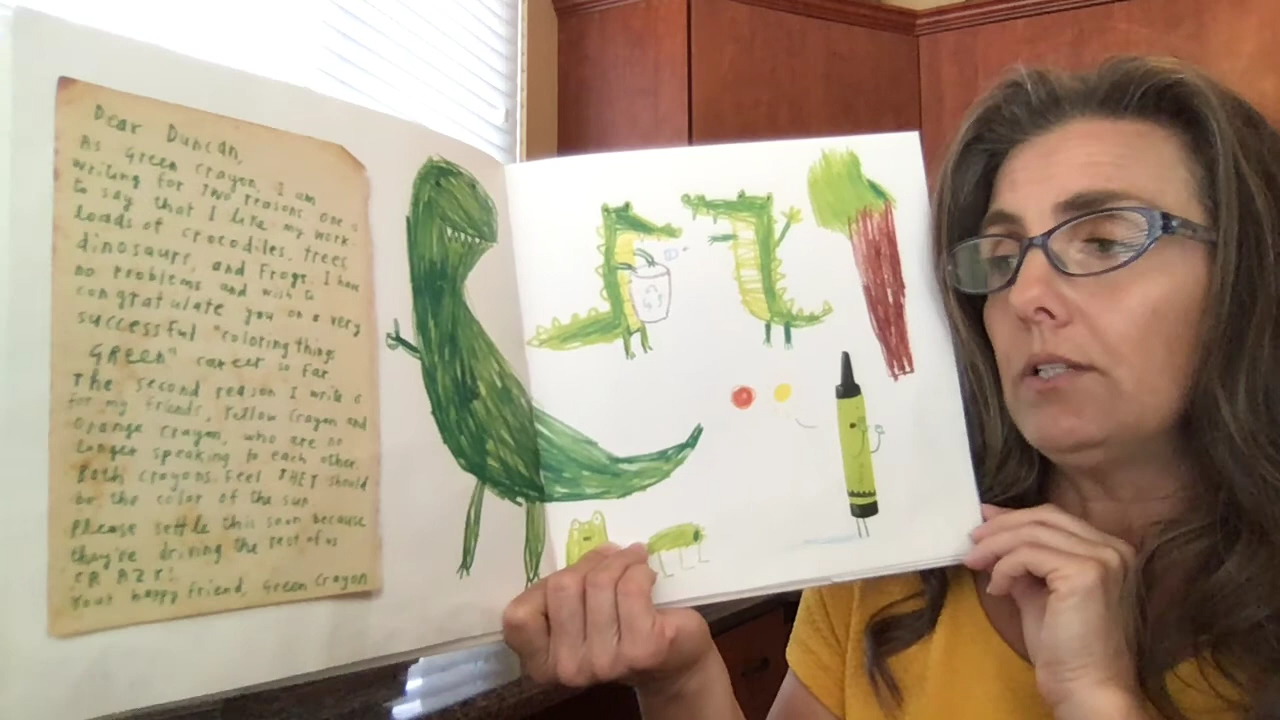 Dear Duncan,
As Green Crayon, I am
writing for two reasons. one is
to say that I like my work.
loads of crocodiles, trees,
dinosaurs, and frogs. I have
no problems and wish to
congratulate you on a very
successful "coloring things
GREEN" career so far.
The second reason I write is
for my friends, Yellow Crayon and
Orange Crayon, who are no
longer speaking to each other.
Both crayons feel THEY should
be the color of the sun.
Please settle this soon because
they're driving the rest of us
CRAZY!
Your happy friend, Green Crayon